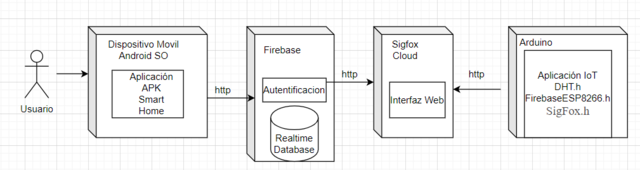 Usuario
Dispositivo Movil
Android SO
Aplicación
APK
Smart
Home
http
Firebase
Autentificacion
Realtime
Database
http
Sigfox
Cloud
Interfaz Web
http
Arduino
Aplicación IoT
DHT.h
FirebaseESP8266.h
SigFox.h